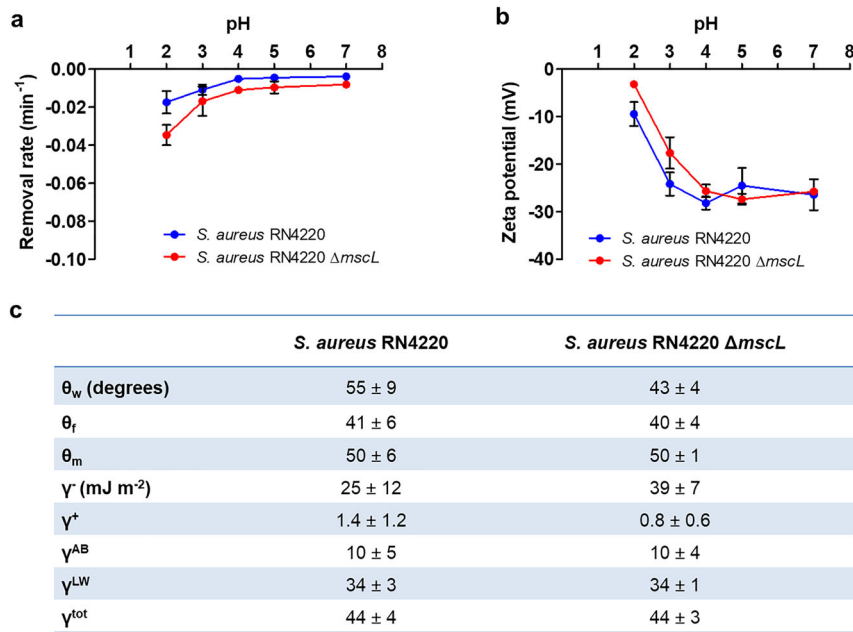 a
pH
1 2 3 4 5 6 7 8
0.00
-0.02
-0.04
-0.06
-0.08
-0.10
Removal rate (min⁻¹)
S. aureus RN4220
S. aureus RN4220 ΔmscL
b
pH
1 2 3 4 5 6 7 8
0
-10
-20
-30
-40
Zeta potential (mV)
S. aureus RN4220
S. aureus RN4220 ΔmscL
c
S. aureus RN4220 S. aureus RN4220 ΔmscL
θw (degrees) 55 ± 9 43 ± 4
θf 41 ± 6 40 ± 4
θm 50 ± 6 50 ± 1
γ⁻ (mJ m⁻²) 25 ± 12 39 ± 7
γ⁺ 1.4 ± 1.2 0.8 ± 0.6
γᴬᴮ 10 ± 5 10 ± 4
γᴸᵂ 34 ± 3 34 ± 1
γᵗᵒᵗ 44 ± 4 44 ± 3